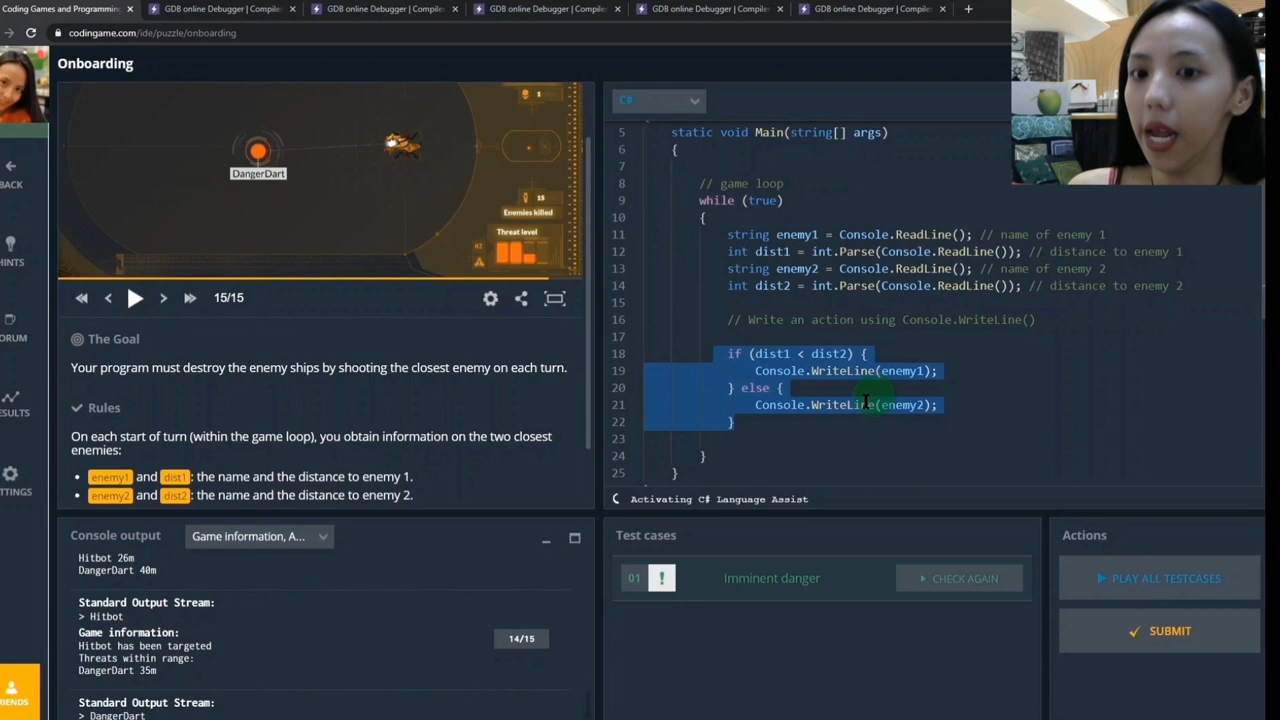 Coding Games and Programming
GDB online Debugger | Compiler
GDB online Debugger | Compiler
GDB online Debugger | Compiler
GDB online Debugger | Compiler
GDB online Debugger | Compiler
codingame.com/ide/puzzle/onboarding
Onboarding
BACK
HINTS
DangerDart
1
15
Enemies killed
Threat level
15/15
The Goal
Your program must destroy the enemy ships by shooting the closest enemy on each turn.
Rules
On each start of turn (within the game loop), you obtain information on the two closest
enemies:
enemy1 and dist1: the name and the distance to enemy 1.
enemy2 and dist2: the name and the distance to enemy 2.
Console output
Game information, A...
Hitbot 26m
DangerDart 40m
Standard Output Stream:
> Hitbot
Game information:
Hitbot has been targeted
Threats within range:
DangerDart 35m
14/15
Standard Output Stream:
> DangerDart
C#
5 static void Main(string[] args)
6 {
7
8 // game loop
9 while (true)
10 {
11 string enemy1 = Console.ReadLine(); // name of enemy 1
12 int dist1 = int.Parse(Console.ReadLine()); // distance to enemy 1
13 string enemy2 = Console.ReadLine(); // name of enemy 2
14 int dist2 = int.Parse(Console.ReadLine()); // distance to enemy 2
15
16 // Write an action using Console.WriteLine()
17
18 if (dist1 < dist2) {
19 Console.WriteLine(enemy1);
20 } else {
21 Console.WriteLine(enemy2);
22 }
23
24 }
25 }
Activating C# Language Assist
Test cases
01 ! Imminent danger
CHECK AGAIN
Actions
PLAY ALL TESTCASES
SUBMIT